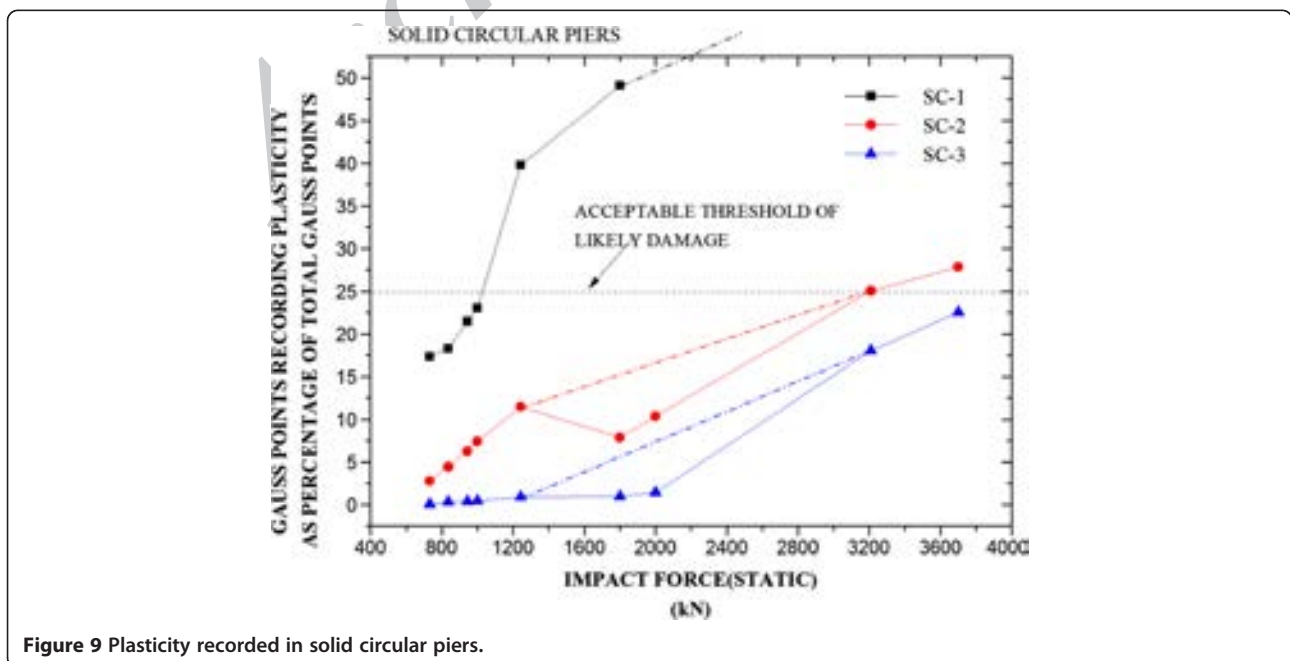 SOLID CIRCULAR PIERS
GAUSS POINTS RECORDING PLASTICITY
AS PERCENTAGE OF TOTAL GAUSS POINTS
50
45
40
35
30
25
20
15
10
5
0
SC-1
SC-2
SC-3
ACCEPTABLE THRESHOLD OF
LIKELY DAMAGE
400 800 1200 1600 2000 2400 2800 3200 3600 4000
IMPACT FORCE(STATIC)
(kN)
Figure 9 Plasticity recorded in solid circular piers.